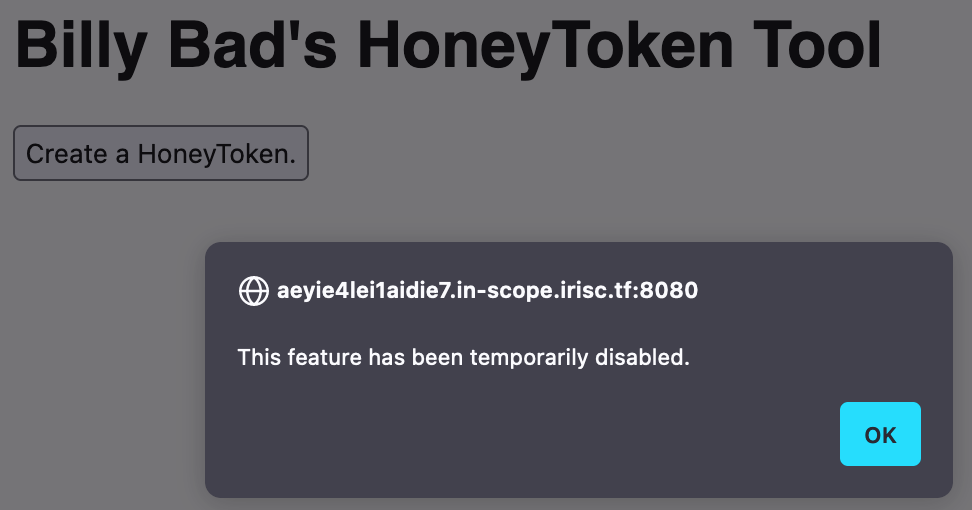 Billy Bad's HoneyToken Tool
Create a HoneyToken.
aeyie4lei1aidie7.in-scope.irisc.tf:8080
This feature has been temporarily disabled.
OK